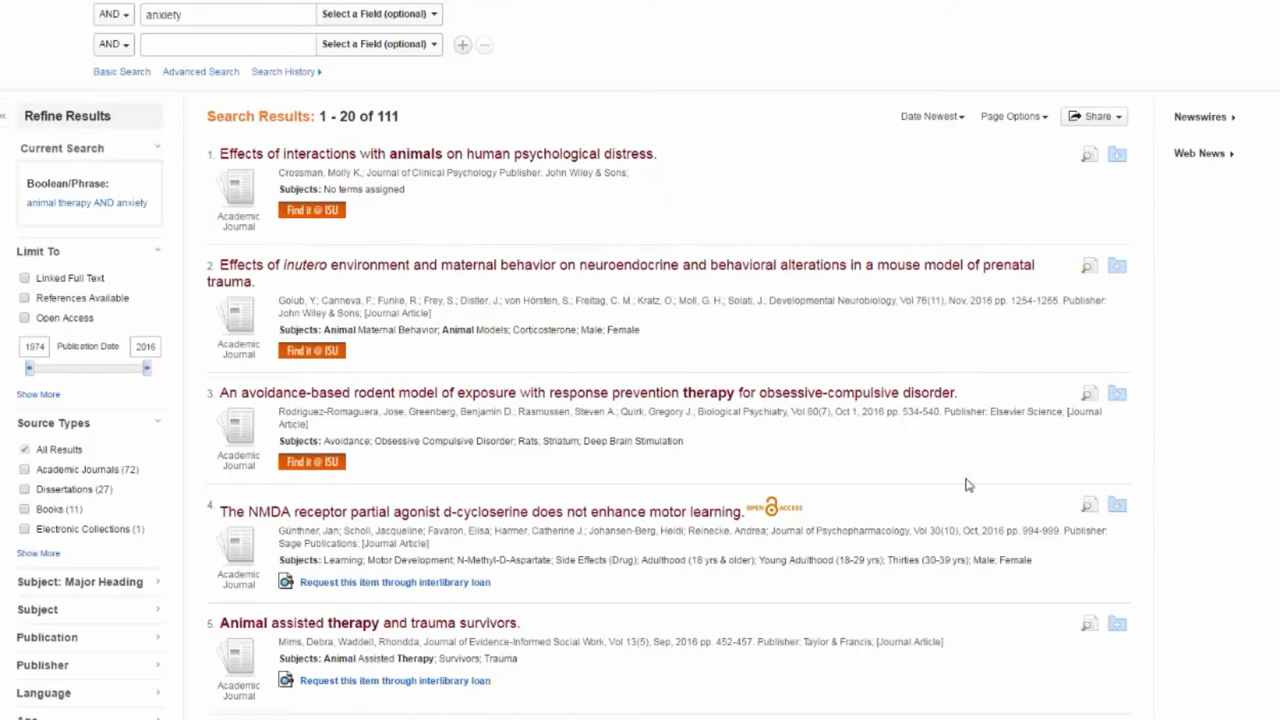 AND anxiety Select a Field (optional)
AND Select a Field (optional)
Basic Search Advanced Search Search History
Refine Results
Current Search
Boolean/Phrase:
animal therapy AND anxiety
Limit To
Linked Full Text
References Available
Open Access
1974 Publication Date 2016
Show More
Source Types
All Results
Academic Journals (72)
Dissertations (27)
Books (11)
Electronic Collections (1)
Show More
Subject: Major Heading
Subject
Publication
Publisher
Language
Search Results: 1 - 20 of 111
Date Newest Page Options Share
1. Effects of interactions with animals on human psychological distress.
Crossman, Molly K., Journal of Clinical Psychology Publisher: John Wiley & Sons;
Subjects: No terms assigned
Academic
Journal
Find it @ ISU
2. Effects of inutero environment and maternal behavior on neuroendocrine and behavioral alterations in a mouse model of prenatal
trauma.
Golub, Y.; Canneva, F.; Funke, R.; Frey, S.; Distler, J.; von Hörsten, S.; Freitag, C. M.; Kratz, O.; Moll, G. H.; Solati, J.; Developmental Neurobiology, Vol 76(11), Nov, 2016 pp. 1254-1265. Publisher:
John Wiley & Sons; [Journal Article]
Subjects: Animal Maternal Behavior; Animal Models; Corticosterone; Male; Female
Academic
Journal
Find it @ ISU
3. An avoidance-based rodent model of exposure with response prevention therapy for obsessive-compulsive disorder.
Rodriguez-Romaguera, Jose; Greenberg, Benjamin D.; Rasmussen, Steven A.; Quirk, Gregory J.; Biological Psychiatry, Vol 80(7), Oct 1, 2016 pp. 534-540. Publisher: Elsevier Science; [Journal
Article]
Subjects: Avoidance; Obsessive Compulsive Disorder; Rats; Striatum; Deep Brain Stimulation
Academic
Journal
Find it @ ISU
4. The NMDA receptor partial agonist d-cycloserine does not enhance motor learning. OPEN ACCESS
Günthner, Jan; Scholl, Jacqueline; Favaron, Elisa; Harmer, Catherine J.; Johansen-Berg, Heidi; Reinecke, Andrea; Journal of Psychopharmacology, Vol 30(10), Oct, 2016 pp. 994-999. Publisher:
Sage Publications; [Journal Article]
Subjects: Learning; Motor Development; N-Methyl-D-Aspartate; Side Effects (Drug); Adulthood (18 yrs & older); Young Adulthood (18-29 yrs); Thirties (30-39 yrs); Male; Female
Academic
Journal
Request this item through interlibrary loan
5. Animal assisted therapy and trauma survivors.
Mims, Debra; Waddell, Rhondda; Journal of Evidence-Informed Social Work, Vol 13(5), Sep, 2016 pp. 452-457. Publisher: Taylor & Francis; [Journal Article]
Subjects: Animal Assisted Therapy; Survivors; Trauma
Academic
Journal
Request this item through interlibrary loan
Newswires
Web News